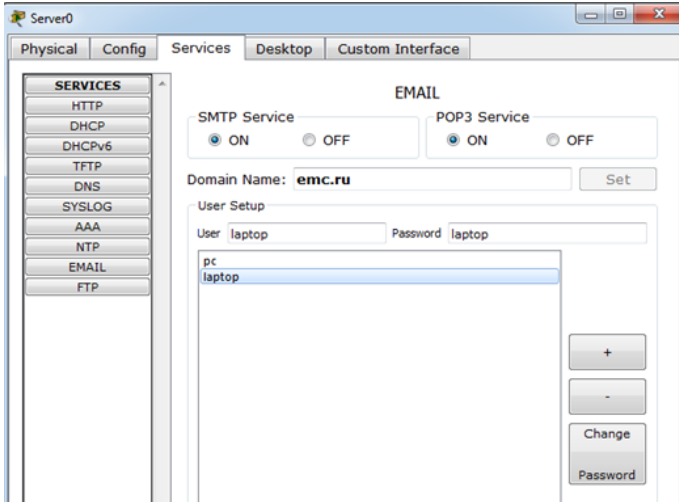 Server0
Physical Config Services Desktop Custom Interface
SERVICES
HTTP
DHCP
DHCPv6
TFTP
DNS
SYSLOG
AAA
NTP
EMAIL
FTP
EMAIL
SMTP Service
ON OFF
POP3 Service
ON OFF
Domain Name: emc.ru Set
User Setup
User laptop Password laptop
pc
laptop
+
-
Change
Password